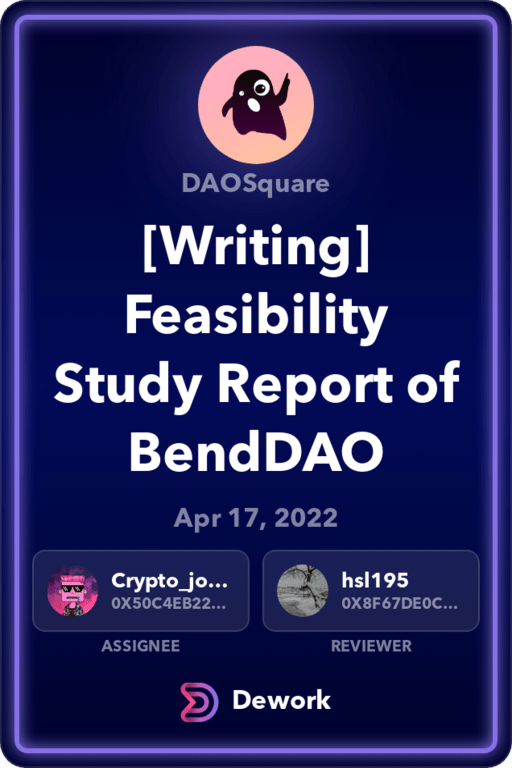 DAOSquare
[Writing]
Feasibility
Study Report of
BendDAO
Apr 17, 2022
Crypto_jo...
0X50C4EB22...
ASSIGNEE
hsl195
0X8F67DE0C...
REVIEWER
Dework